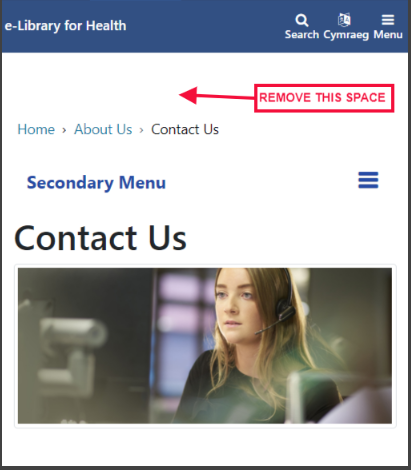 e-Library for Health
Search Cymraeg Menu
REMOVE THIS SPACE
Home › About Us › Contact Us
Secondary Menu
Contact Us